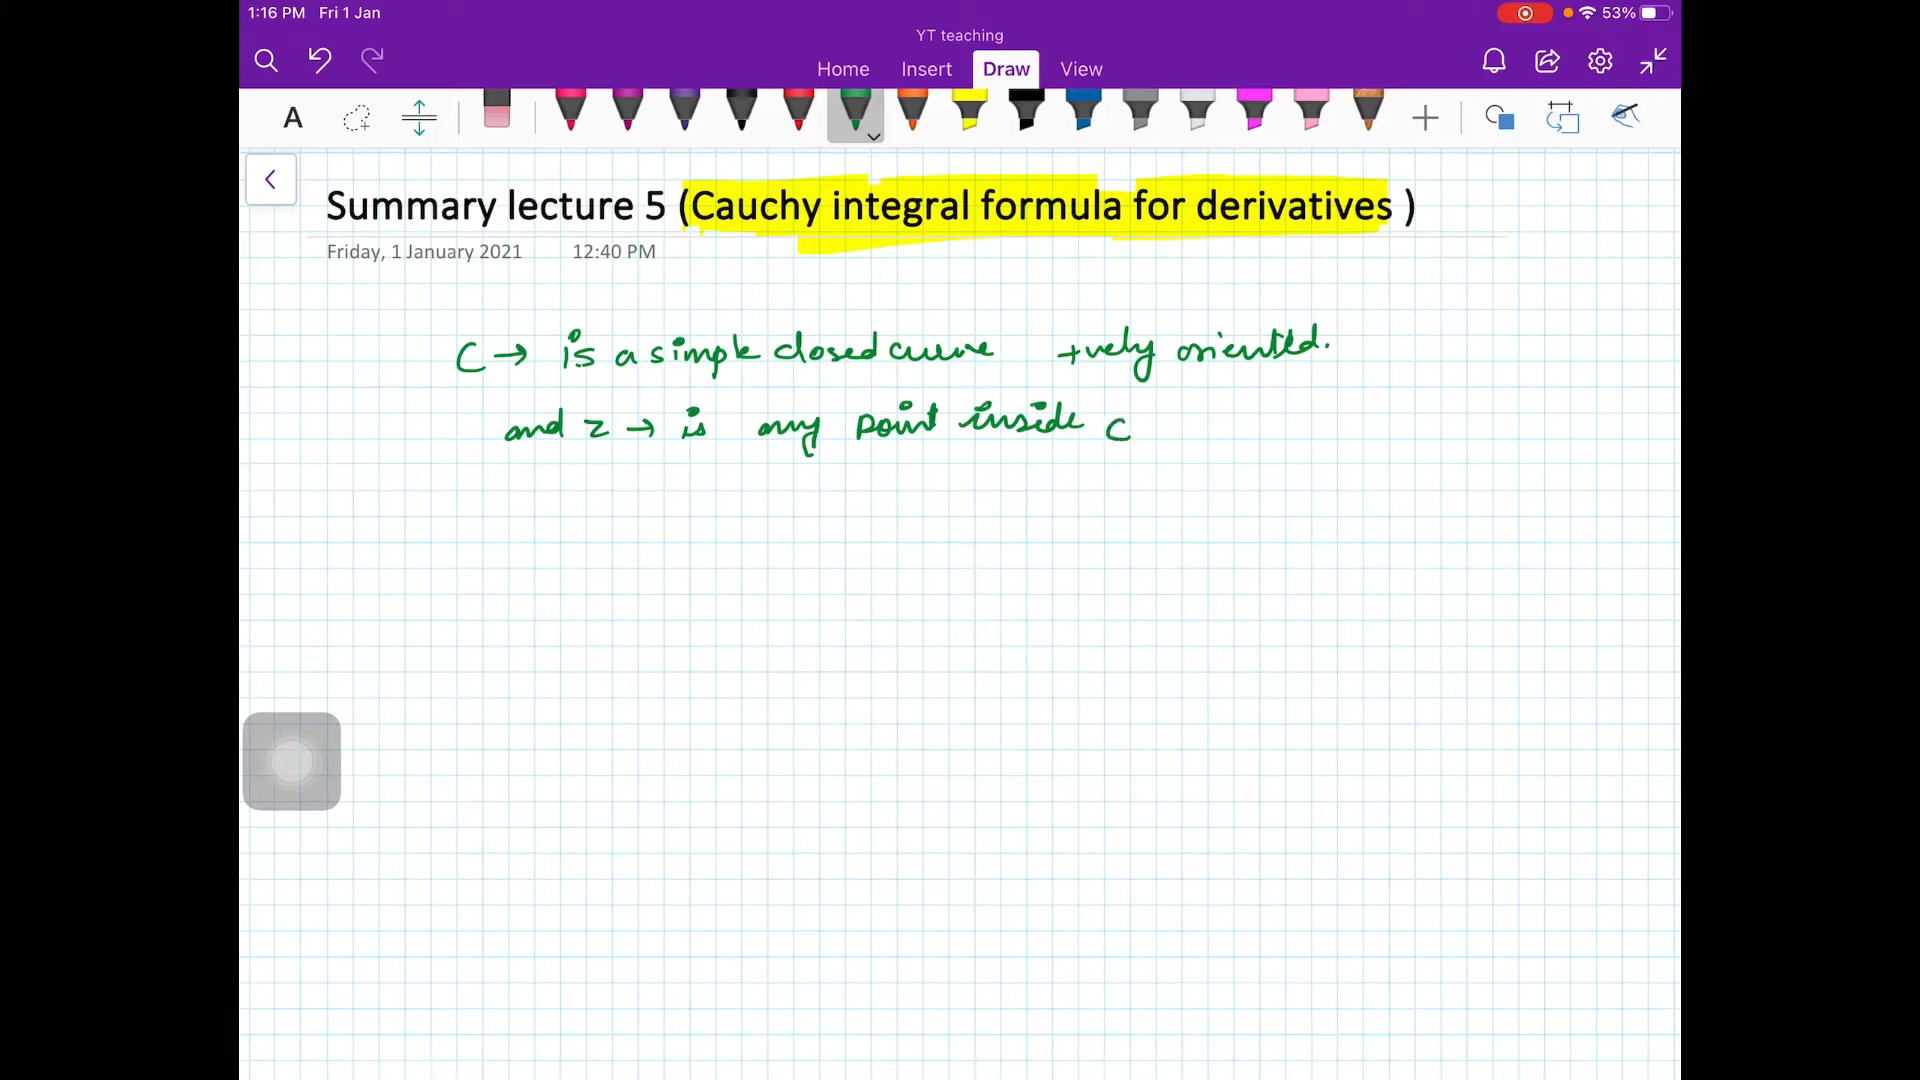 1:16 PM Fri 1 Jan
53%
YT teaching
Home Insert Draw View
A
Summary lecture 5 (Cauchy integral formula for derivatives )
Friday, 1 January 2021 12:40 PM
C → is a simple closed curve +vely oriented.
and z → is any point inside C